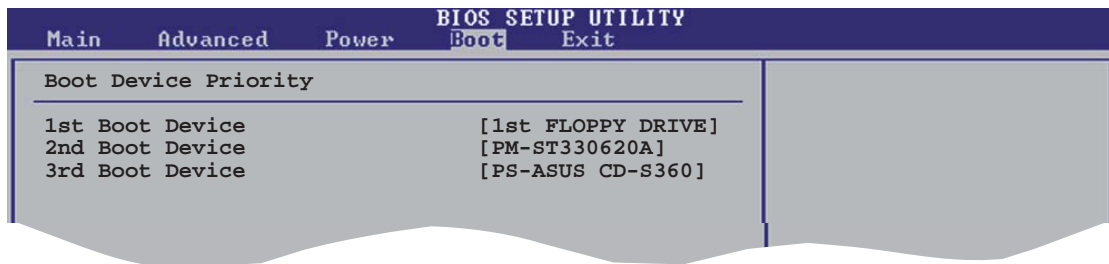 BIOS SETUP UTILITY
Main Advanced Power Boot Exit
Boot Device Priority
1st Boot Device [1st FLOPPY DRIVE]
2nd Boot Device [PM-ST330620A]
3rd Boot Device [PS-ASUS CD-S360]